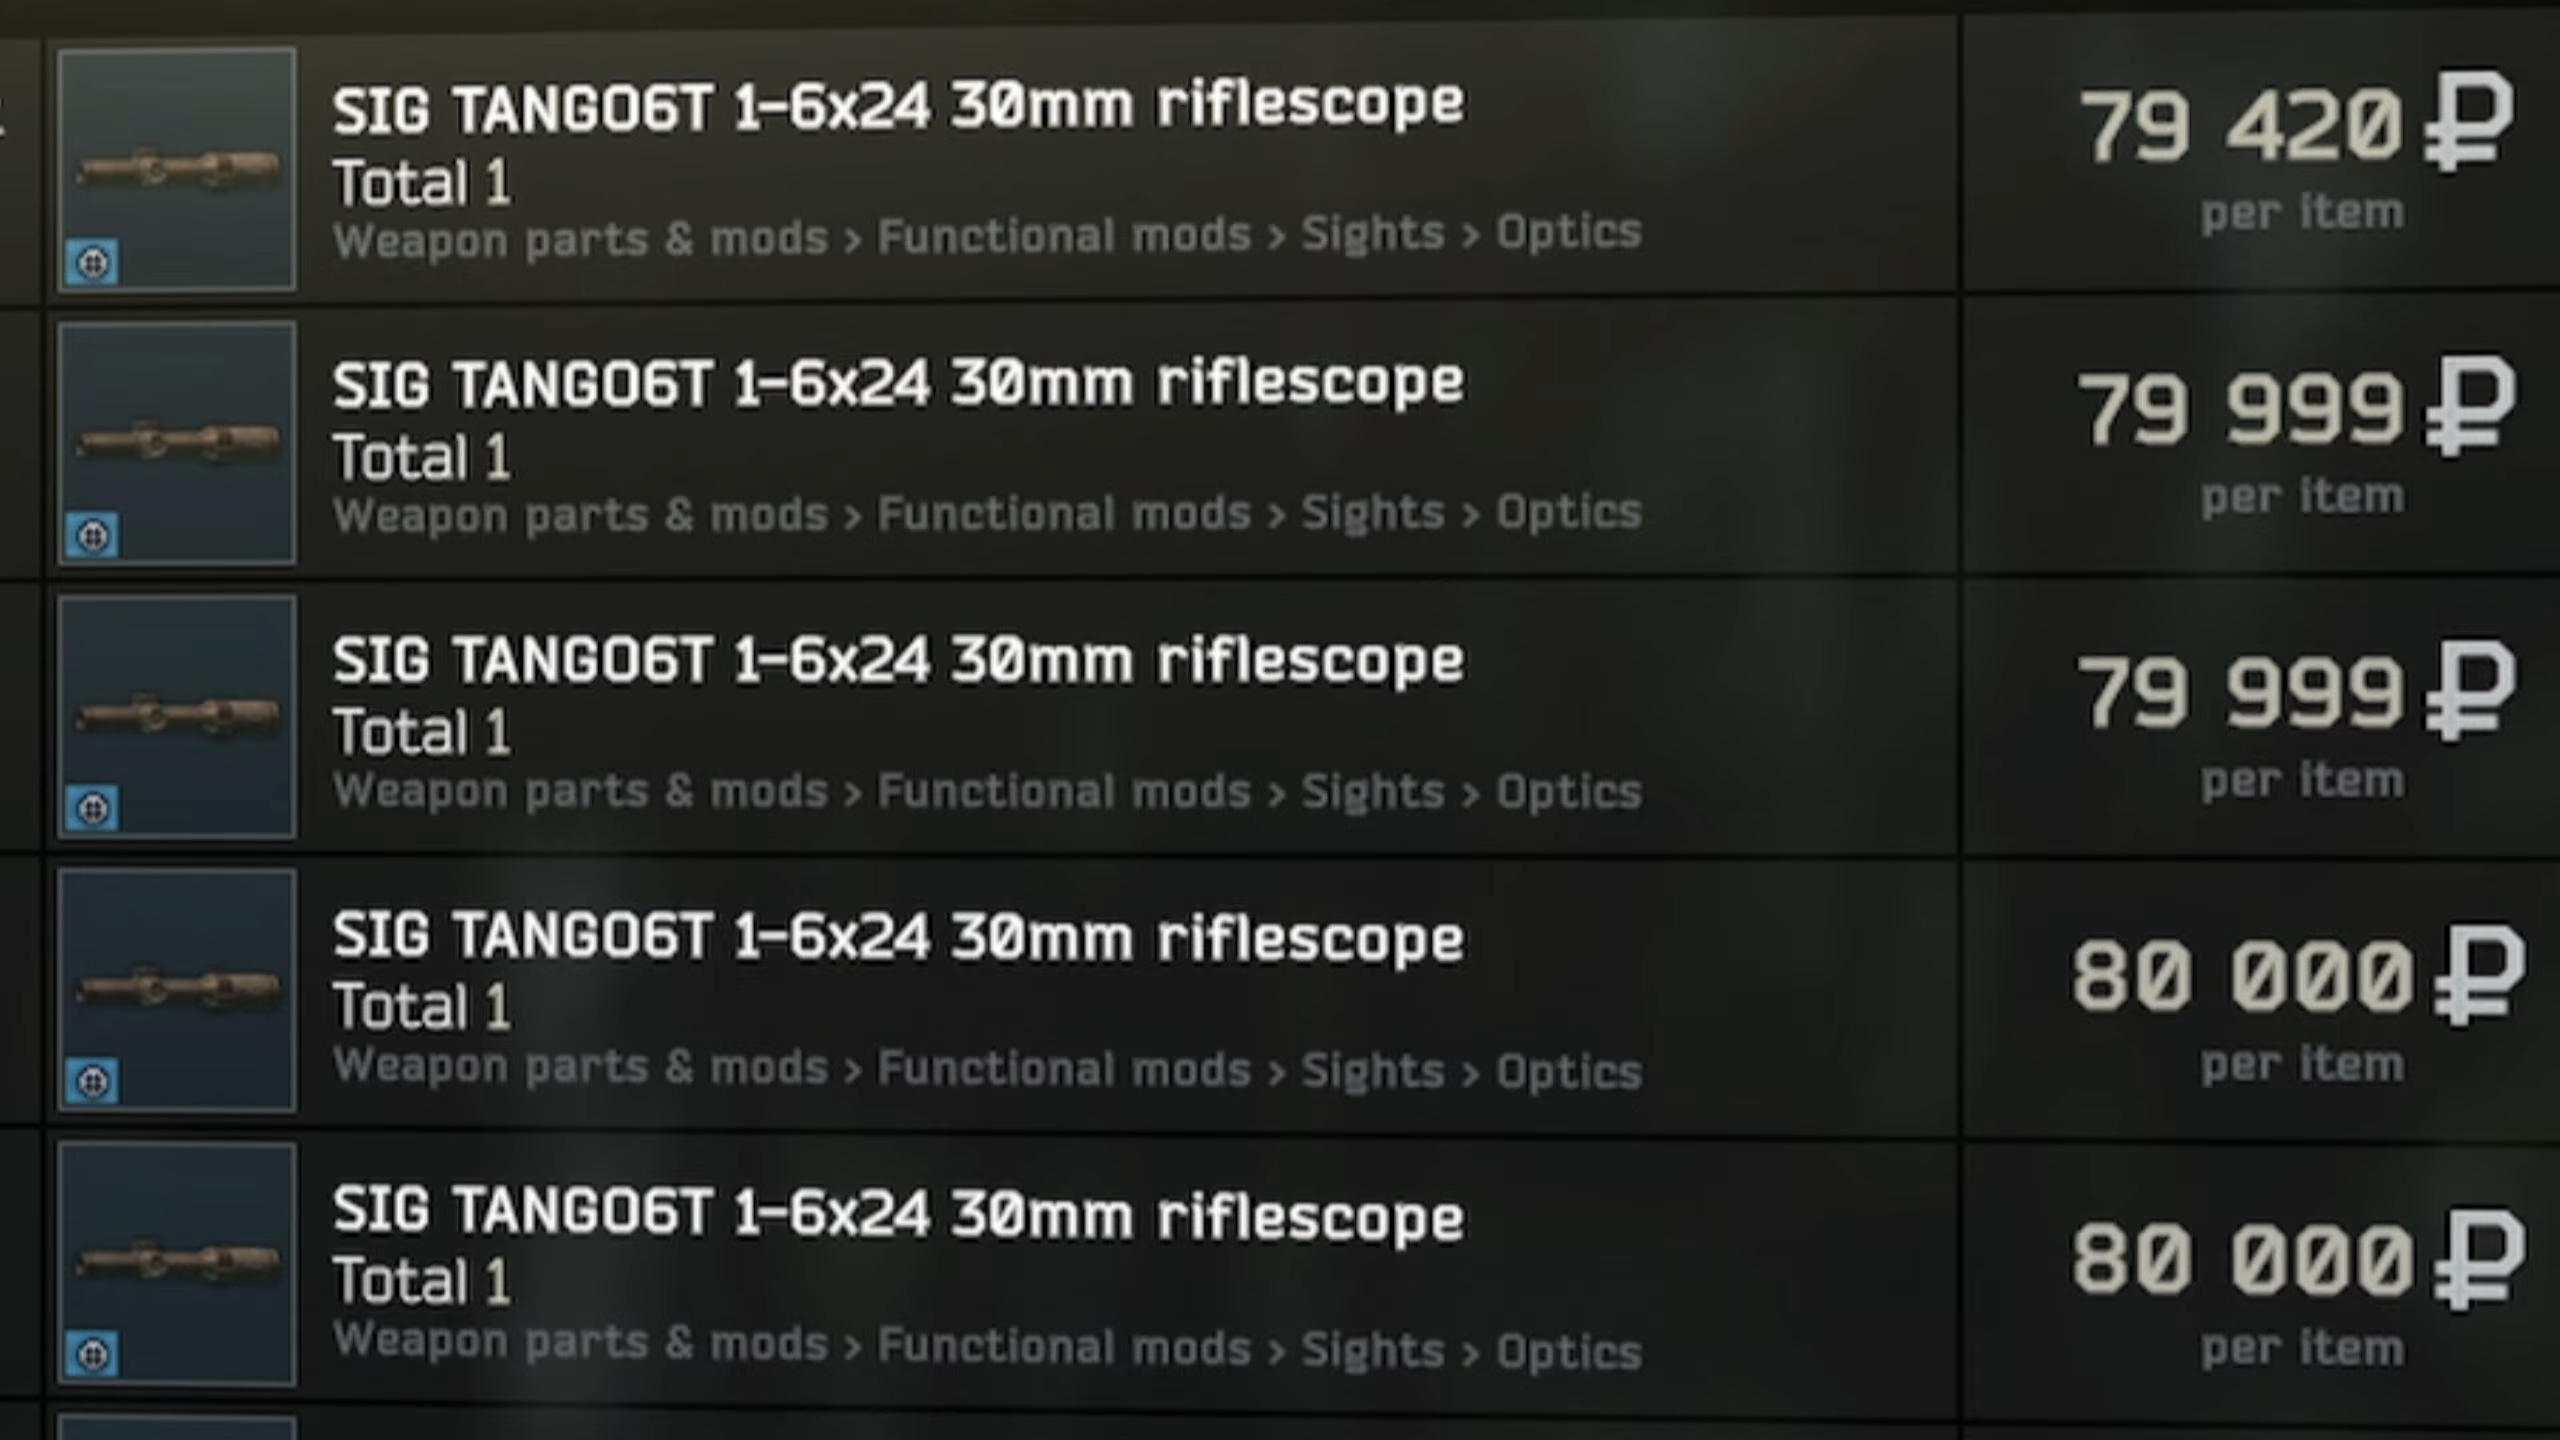 SIG TANGO6T 1-6x24 30mm riflescope
Total 1
Weapon parts & mods > Functional mods > Sights > Optics
79 420 ₽
per item
SIG TANGO6T 1-6x24 30mm riflescope
Total 1
Weapon parts & mods > Functional mods > Sights > Optics
79 999 ₽
per item
SIG TANGO6T 1-6x24 30mm riflescope
Total 1
Weapon parts & mods > Functional mods > Sights > Optics
79 999 ₽
per item
SIG TANGO6T 1-6x24 30mm riflescope
Total 1
Weapon parts & mods > Functional mods > Sights > Optics
80 000 ₽
per item
SIG TANGO6T 1-6x24 30mm riflescope
Total 1
Weapon parts & mods > Functional mods > Sights > Optics
80 000 ₽
per item